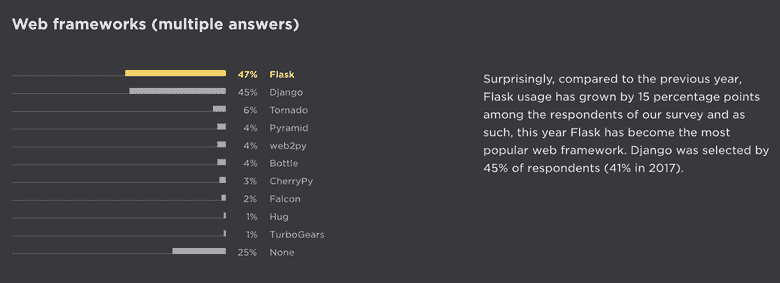 Web frameworks (multiple answers)
47% Flask
45% Django
6% Tornado
4% Pyramid
4% web2py
4% Bottle
3% CherryPy
2% Falcon
1% Hug
1% TurboGears
25% None
Surprisingly, compared to the previous year,
Flask usage has grown by 15 percentage points
among the respondents of our survey and as
such, this year Flask has become the most
popular web framework. Django was selected by
45% of respondents (41% in 2017).